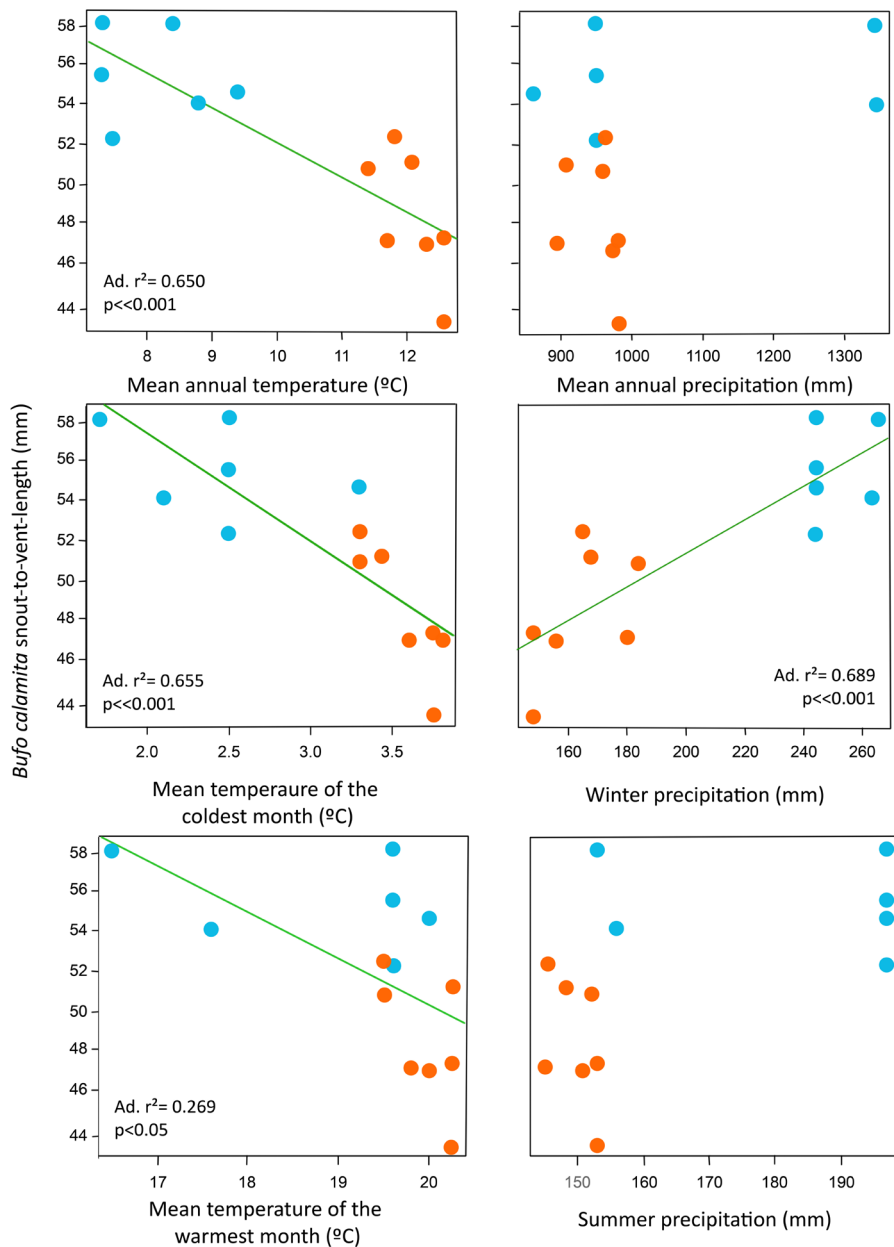 58
56
54
52
50
48
46
44
Ad. r²= 0.650
p<<0.001
8 9 10 11 12
Mean annual temperature (ºC)
900 1000 1100 1200 1300
Mean annual precipitation (mm)
Bufo calamita snout-to-vent-length (mm)
58
56
54
52
50
48
46
44
Ad. r²= 0.655
p<<0.001
2.0 2.5 3.0 3.5
Mean temperaure of the
coldest month (ºC)
Ad. r²= 0.689
p<<0.001
160 180 200 220 240 260
Winter precipitation (mm)
58
56
54
52
50
48
46
44
Ad. r²= 0.269
p<0.05
17 18 19 20
Mean temperature of the
warmest month (ºC)
150 160 170 180 190
Summer precipitation (mm)